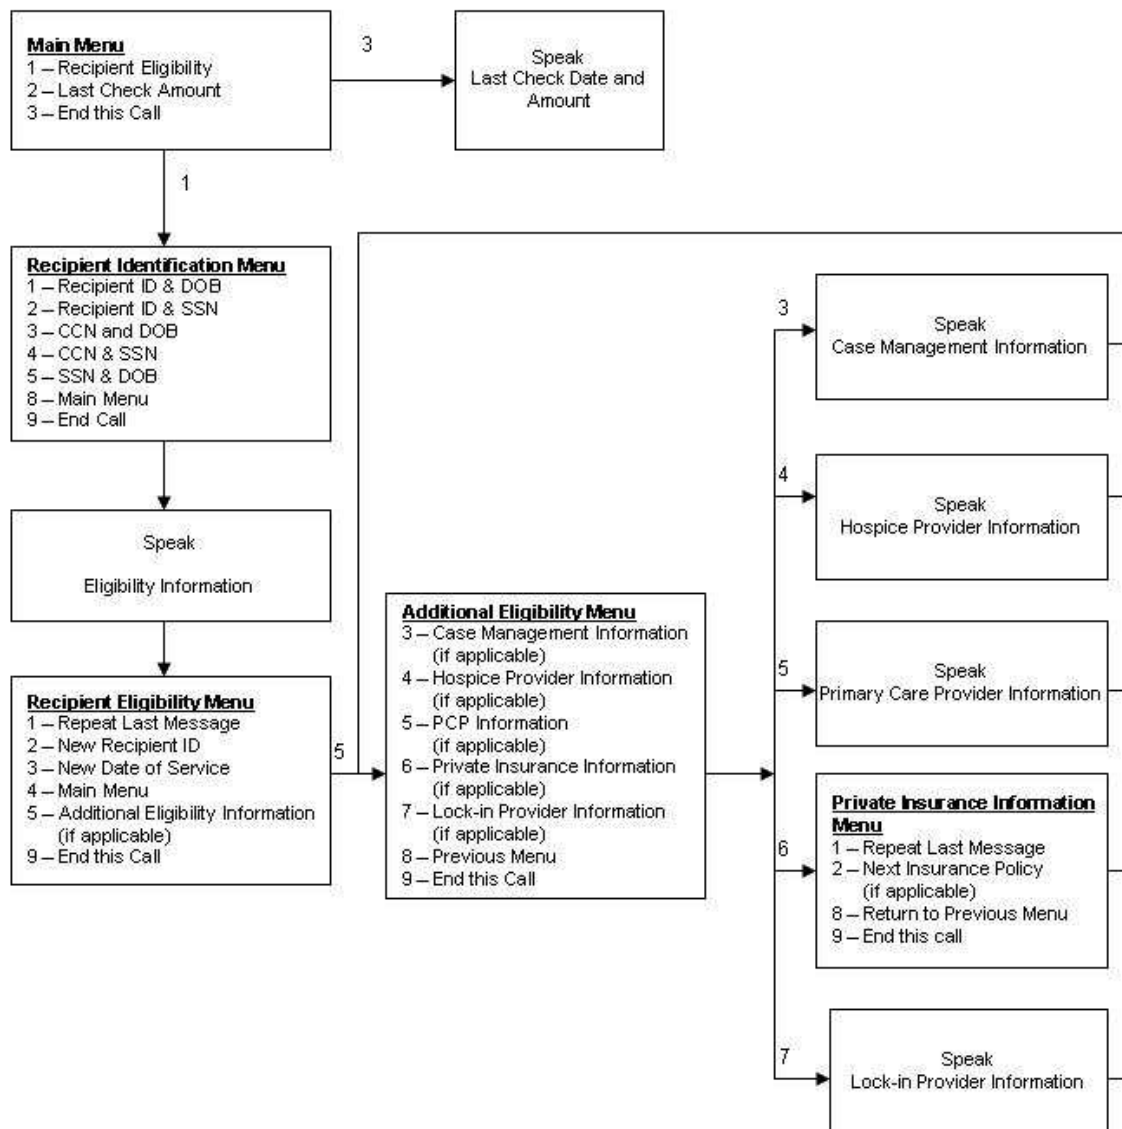 Main Menu
1 – Recipient Eligibility
2 – Last Check Amount
3 – End this Call
3
Speak
Last Check Date and
Amount
1
Recipient Identification Menu
1 – Recipient ID & DOB
2 – Recipient ID & SSN
3 – CCN and DOB
4 – CCN & SSN
5 – SSN & DOB
8 – Main Menu
9 – End Call
Speak
Eligibility Information
Recipient Eligibility Menu
1 – Repeat Last Message
2 – New Recipient ID
3 – New Date of Service
4 – Main Menu
5 – Additional Eligibility Information
(if applicable)
9 – End this Call
5
Additional Eligibility Menu
3 – Case Management Information
(if applicable)
4 – Hospice Provider Information
(if applicable)
5 – PCP Information
(if applicable)
6 – Private Insurance Information
(if applicable)
7 – Lock-in Provider Information
(if applicable)
8 – Previous Menu
9 – End this Call
3
Speak
Case Management Information
4
Speak
Hospice Provider Information
5
Speak
Primary Care Provider Information
6
Private Insurance Information
Menu
1 – Repeat Last Message
2 – Next Insurance Policy
(if applicable)
8 – Return to Previous Menu
9 – End this call
7
Speak
Lock-in Provider Information